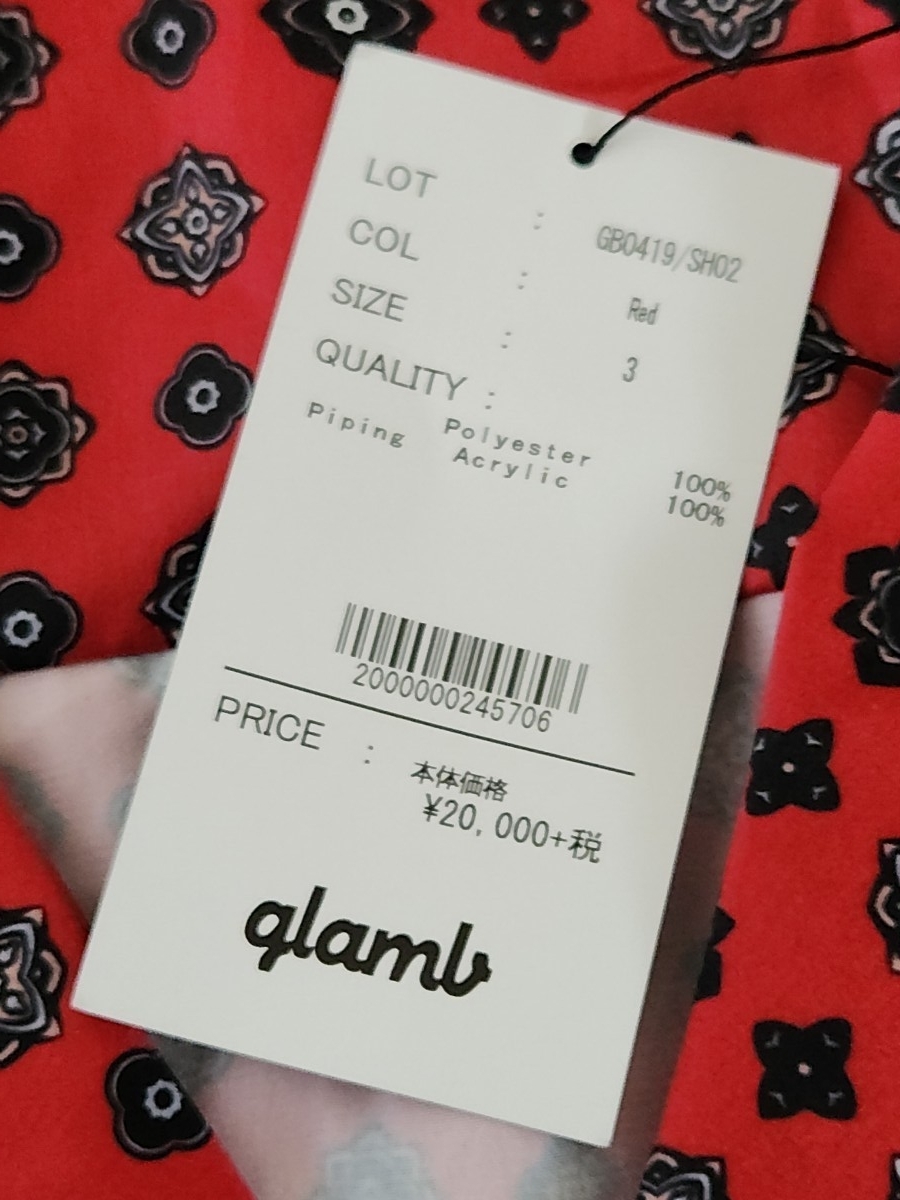 LOT : GB0419/SH02
COL : Red
SIZE : 3
QUALITY :
Piping Polyester 100%
Acrylic 100%
2000000245706
PRICE : 本体価格
¥20,000+税
glamb